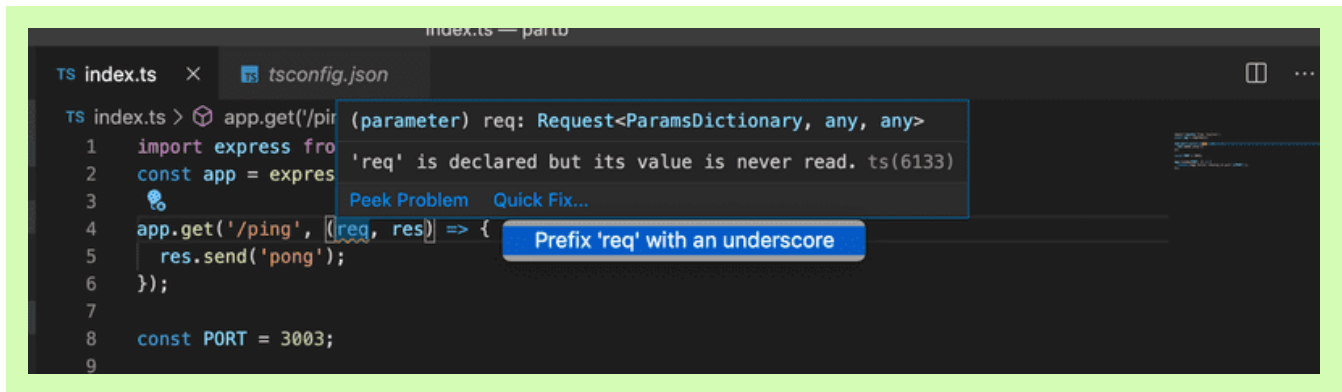 index.ts — partb
TS index.ts × TS tsconfig.json ...
TS index.ts > app.get('/pin
(parameter) req: Request<ParamsDictionary, any, any>
1 import express fro
'req' is declared but its value is never read. ts(6133)
2 const app = expres
3
Peek Problem Quick Fix...
4 app.get('/ping', (req, res) => {
Prefix 'req' with an underscore
5 res.send('pong');
6 });
7
8 const PORT = 3003;
9